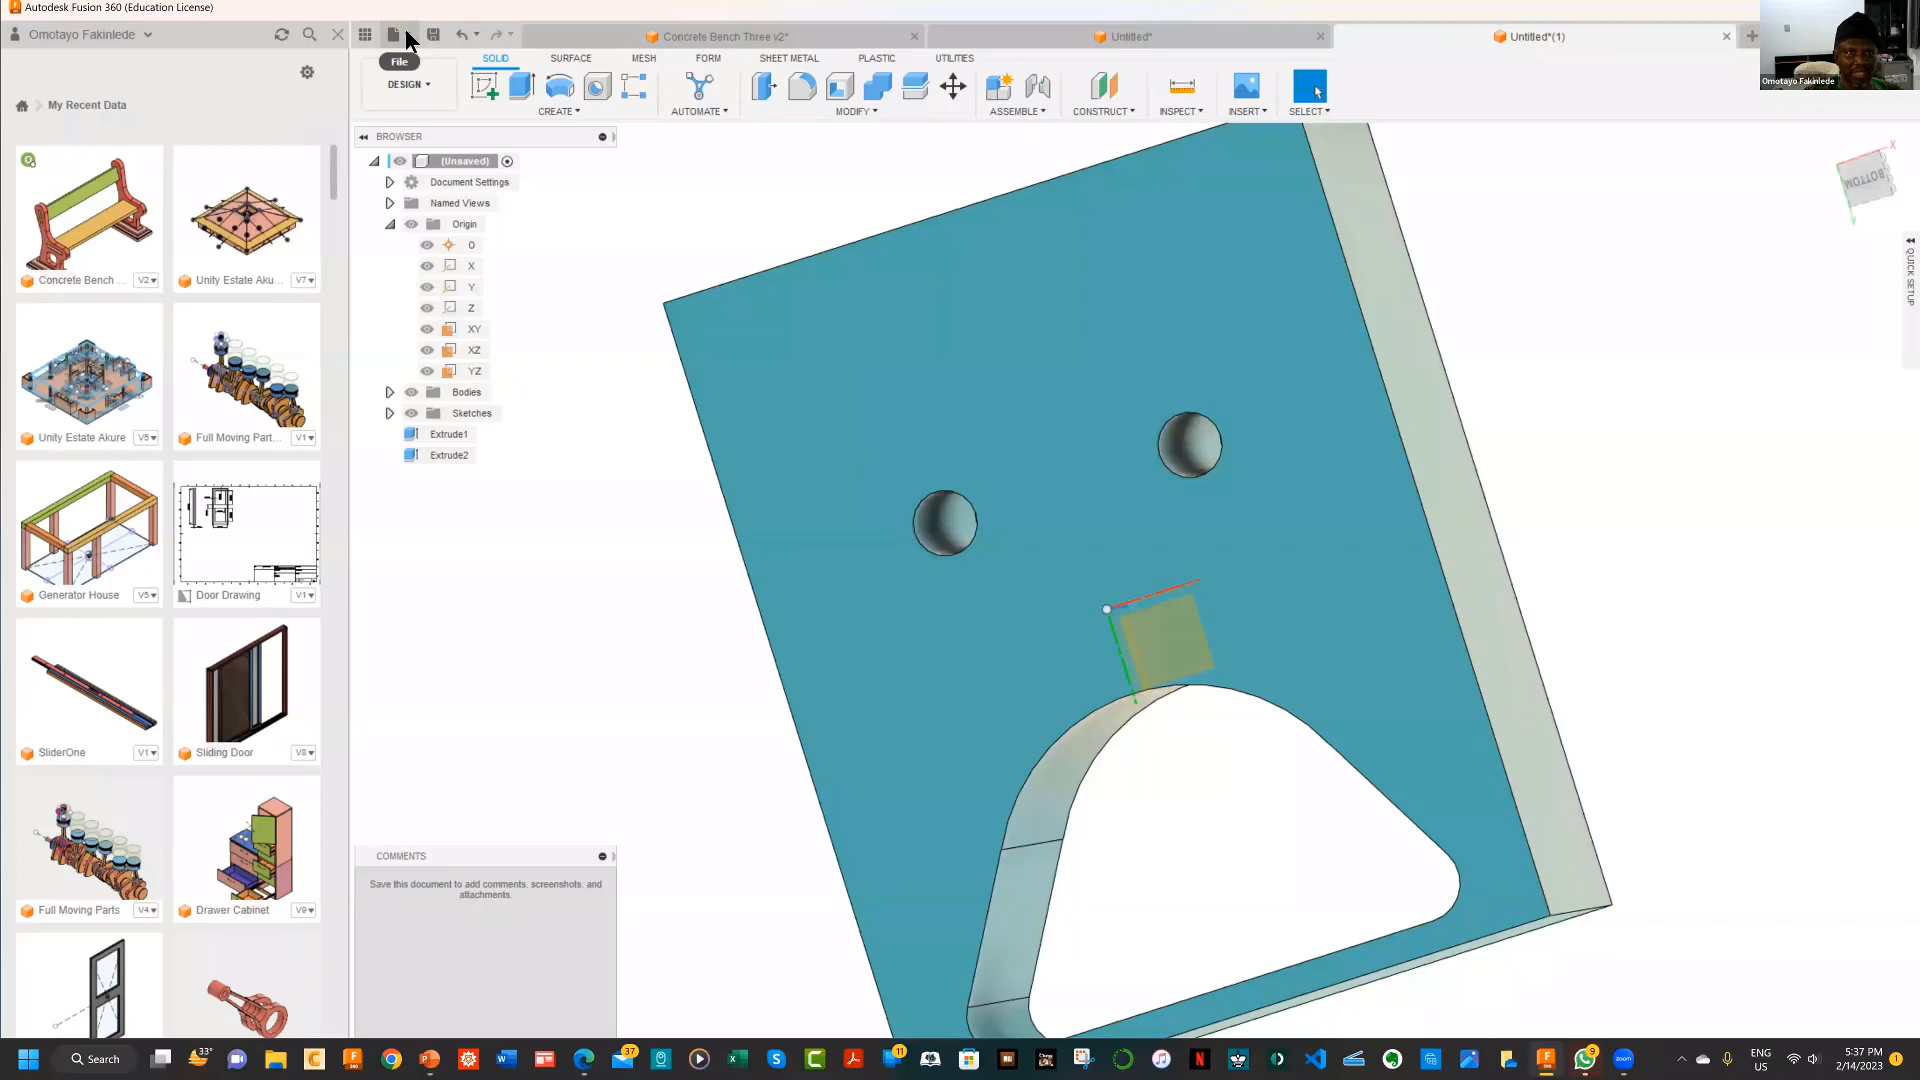 Autodesk Fusion 360 (Education License)
Omotayo Fakinlede
Concrete Bench Three v2*
Untitled*
Untitled*(1)
Omotayo Fakinlede
File
DESIGN
SOLID
SURFACE
MESH
FORM
SHEET METAL
PLASTIC
UTILITIES
CREATE
AUTOMATE
MODIFY
ASSEMBLE
CONSTRUCT
INSPECT
INSERT
SELECT
My Recent Data
BROWSER
(Unsaved)
Document Settings
Named Views
Origin
O
X
Y
Z
XY
XZ
YZ
Bodies
Sketches
Extrude1
Extrude2
X
BOTTOM
Y
QUICK SETUP
Concrete Bench ...
V2
Unity Estate Aku...
V7
Unity Estate Akure
V5
Full Moving Part...
V1
Generator House
V5
Door Drawing
V1
SliderOne
V1
Sliding Door
V8
Full Moving Parts
V4
Drawer Cabinet
V9
COMMENTS
Save this document to add comments, screenshots, and
attachments.
Search
33°
37
11
9
ENG
US
5:37 PM
2/14/2023
1